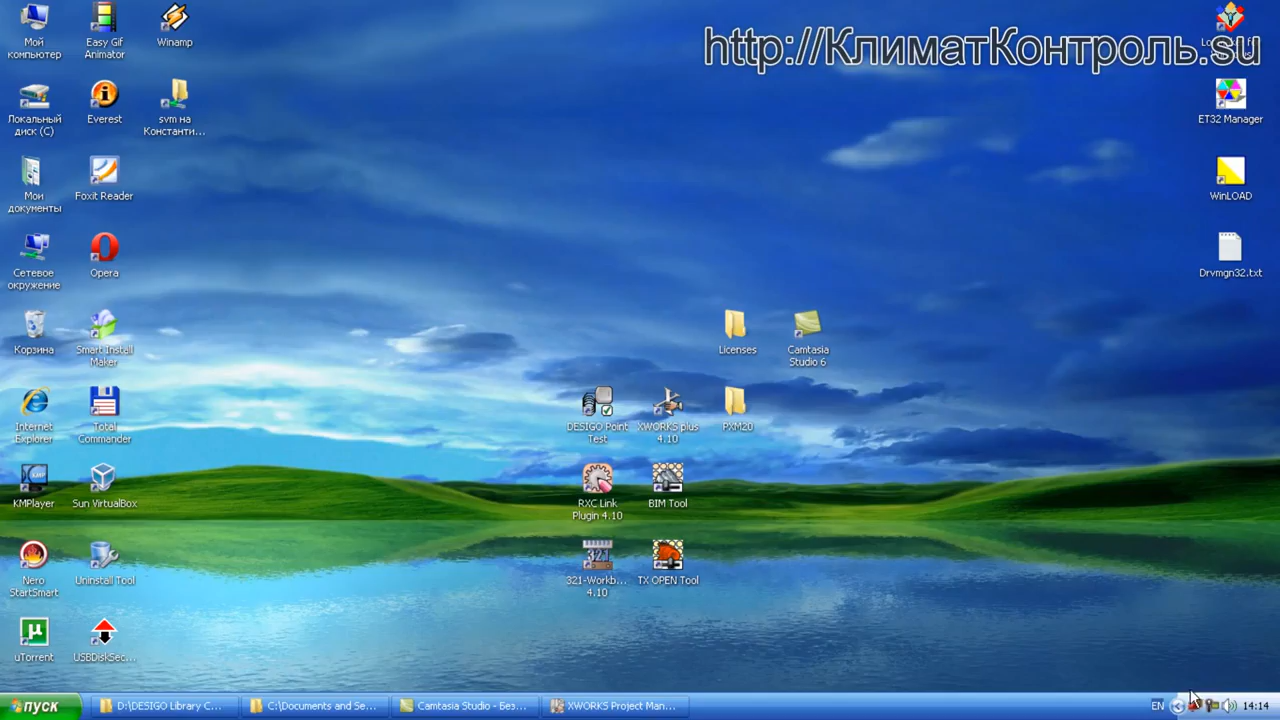 http://КлиматКонтроль.su
Мой
компьютер
Easy Gif
Animator
Winamp
Локальный
диск (C)
Everest
svm на
Константи...
ET32 Manager
Мои
документы
Foxit Reader
WinLOAD
Сетевое
окружение
Opera
Drvmgn32.txt
Корзина
Smart Install
Maker
Licenses
Camtasia
Studio 6
Internet
Explorer
Total
Commander
DESIGO Point
Test
XWORKS plus
4.10
PXM20
KMPlayer
Sun VirtualBox
RXC Link
Plugin 4.10
BIM Tool
Nero
StartSmart
Uninstall Tool
321-Workb...
4.10
TX OPEN Tool
µTorrent
USBDiskSec...
пуск
D:\DESIGO Library C...
C:\Documents and Se...
Camtasia Studio - Без...
XWORKS Project Man...
EN
14:14